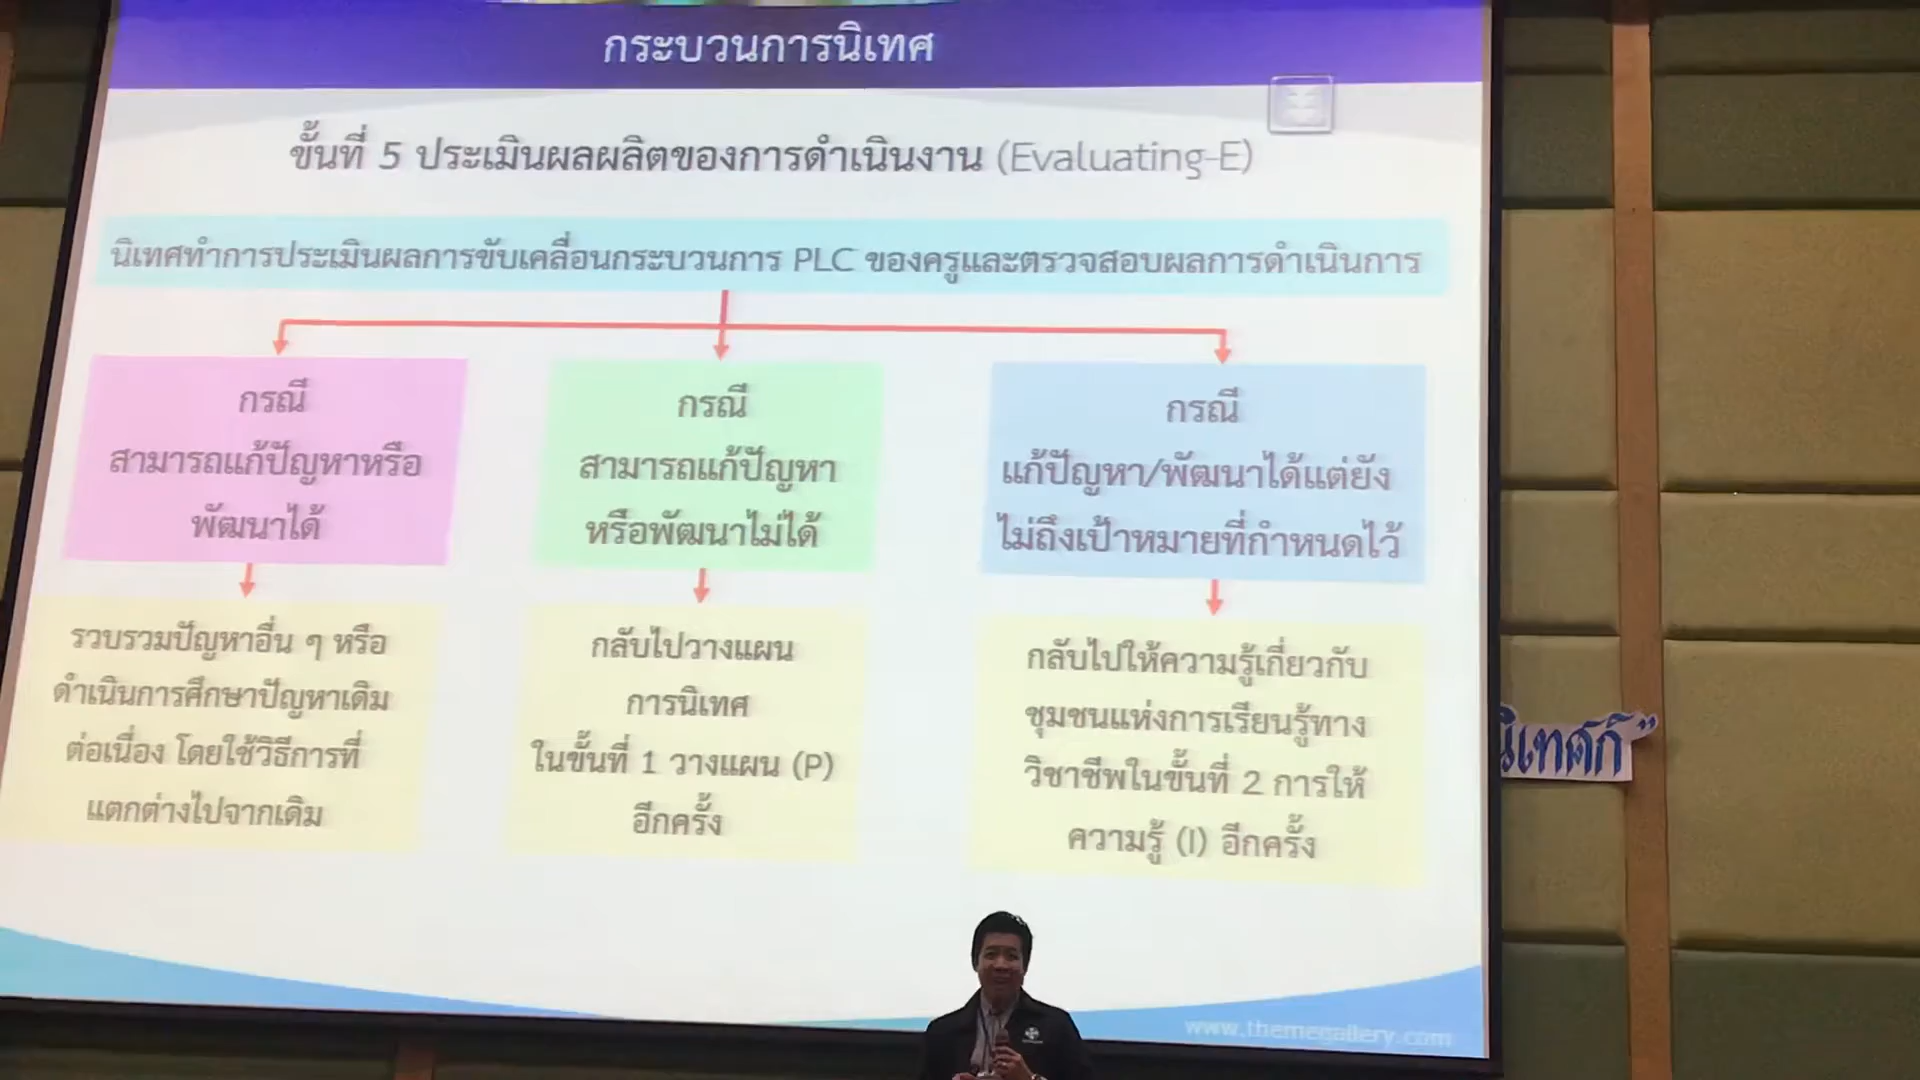 กระบวนการนิเทศ
ขั้นที่ 5 ประเมินผลผลิตของการดำเนินงาน (Evaluating-E)
นิเทศทำการประเมินผลการขับเคลื่อนกระบวนการ PLC ของครูและตรวจสอบผลการดำเนินการ
กรณี
สามารถแก้ปัญหาหรือ
พัฒนาได้
กรณี
สามารถแก้ปัญหา
หรือพัฒนาไม่ได้
กรณี
แก้ปัญหา/พัฒนาได้แต่ยัง
ไม่ถึงเป้าหมายที่กำหนดไว้
รวบรวมปัญหาอื่น ๆ หรือ
ดำเนินการศึกษาปัญหาเดิม
ต่อเนื่อง โดยใช้วิธีการที่
แตกต่างไปจากเดิม
กลับไปวางแผน
การนิเทศ
ในขั้นที่ 1 วางแผน (P)
อีกครั้ง
กลับไปให้ความรู้เกี่ยวกับ
ชุมชนแห่งการเรียนรู้ทาง
วิชาชีพในขั้นที่ 2 การให้
ความรู้ (I) อีกครั้ง
www.themegallery.com